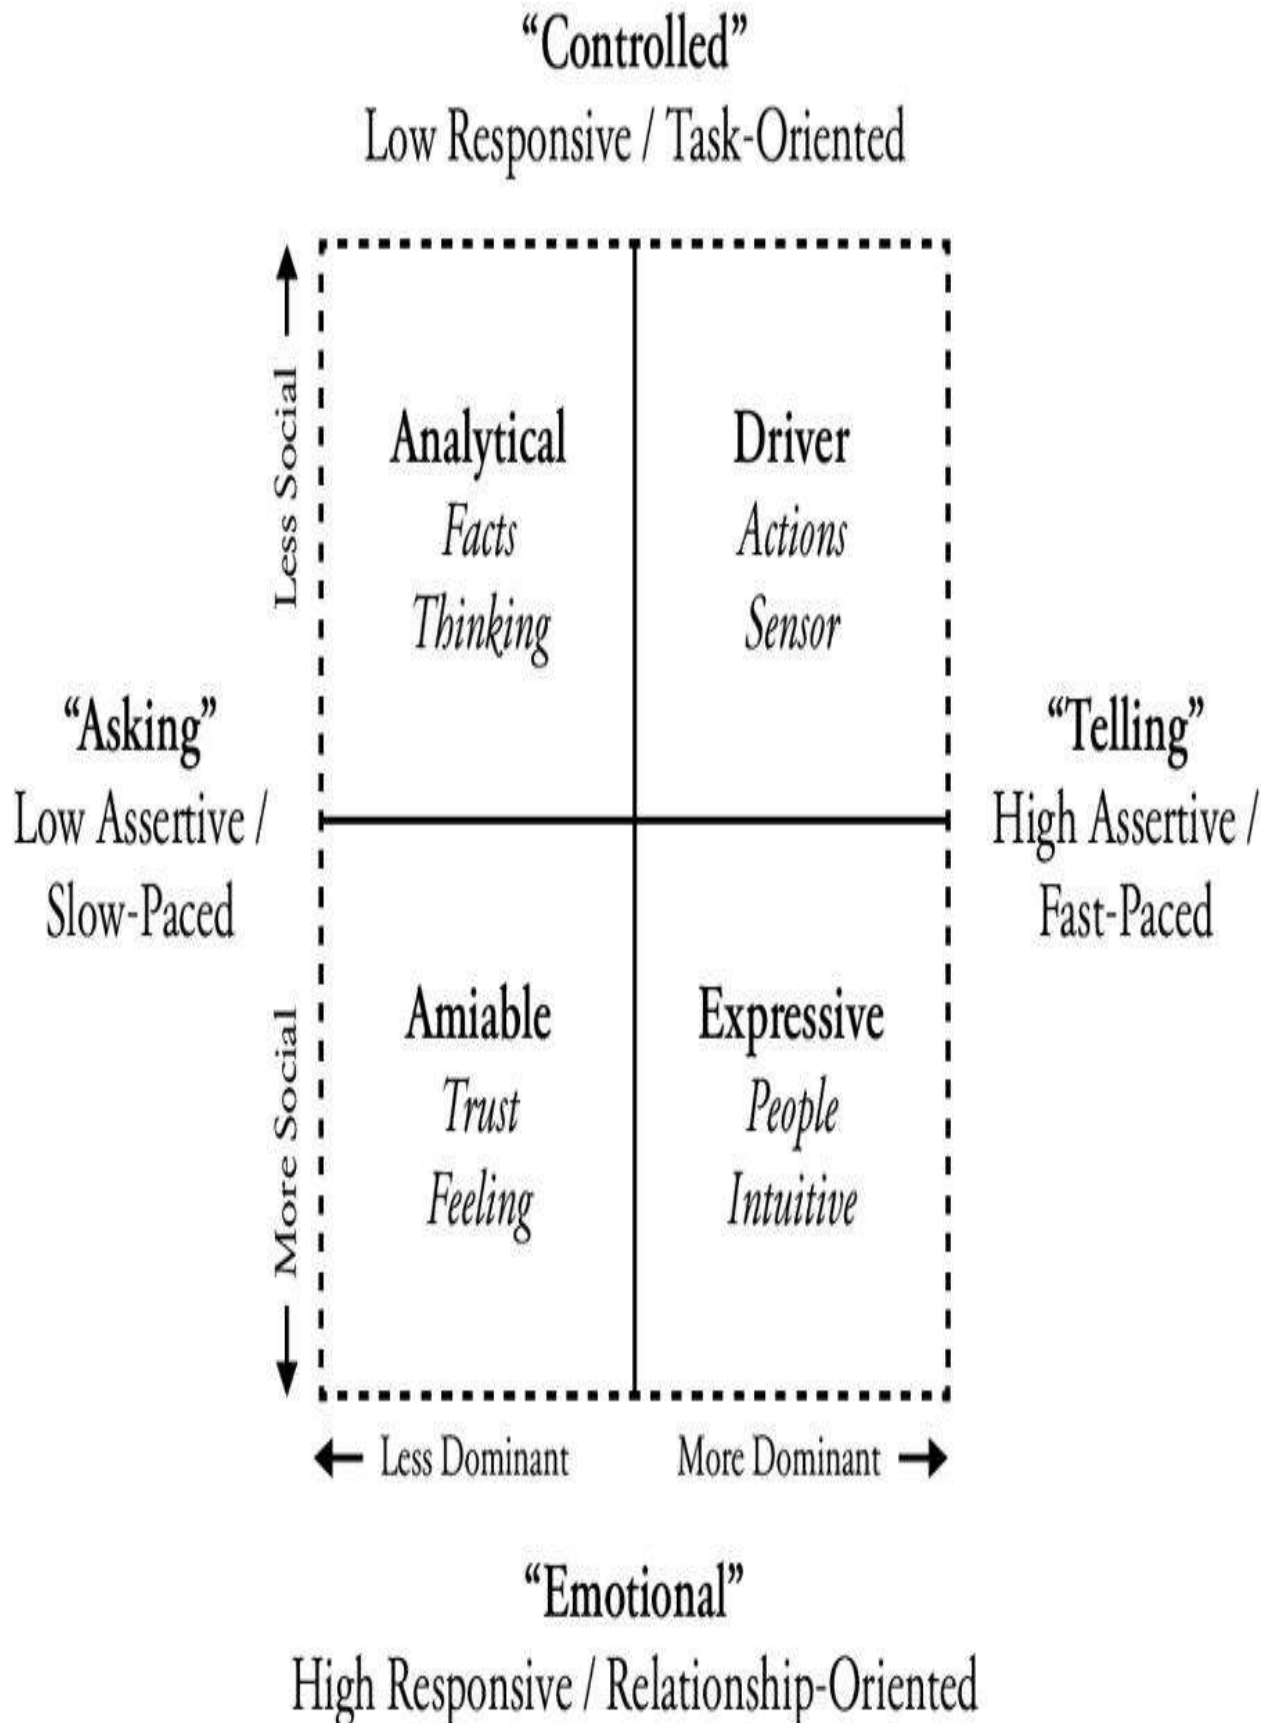 “Controlled”
Low Responsive / Task-Oriented
Less Social
Analytical
Facts
Thinking
Driver
Actions
Sensor
“Asking”
Low Assertive /
Slow-Paced
“Telling”
High Assertive /
Fast-Paced
More Social
Amiable
Trust
Feeling
Expressive
People
Intuitive
Less Dominant
More Dominant
“Emotional”
High Responsive / Relationship-Oriented